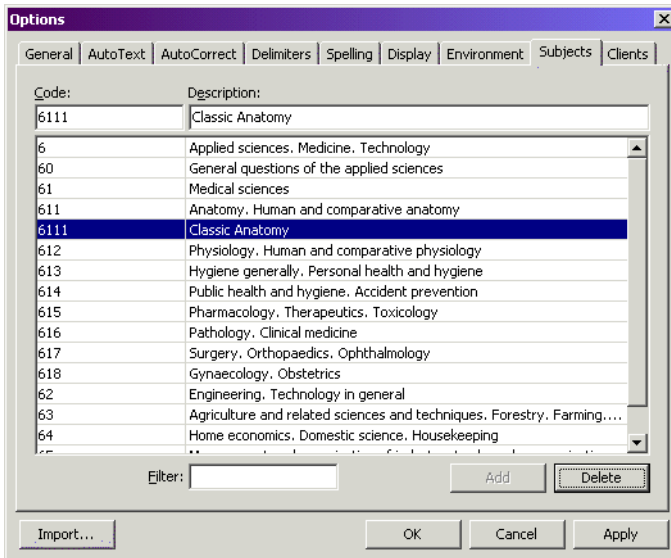 Options
General AutoText AutoCorrect Delimiters Spelling Display Environment Subjects Clients
Code: Description:
6111 Classic Anatomy
6 Applied sciences. Medicine. Technology
60 General questions of the applied sciences
61 Medical sciences
611 Anatomy. Human and comparative anatomy
6111 Classic Anatomy
612 Physiology. Human and comparative physiology
613 Hygiene generally. Personal health and hygiene
614 Public health and hygiene. Accident prevention
615 Pharmacology. Therapeutics. Toxicology
616 Pathology. Clinical medicine
617 Surgery. Orthopaedics. Ophthalmology
618 Gynaecology. Obstetrics
62 Engineering. Technology in general
63 Agriculture and related sciences and techniques. Forestry. Farming....
64 Home economics. Domestic science. Housekeeping
Filter: Add Delete
Import... OK Cancel Apply